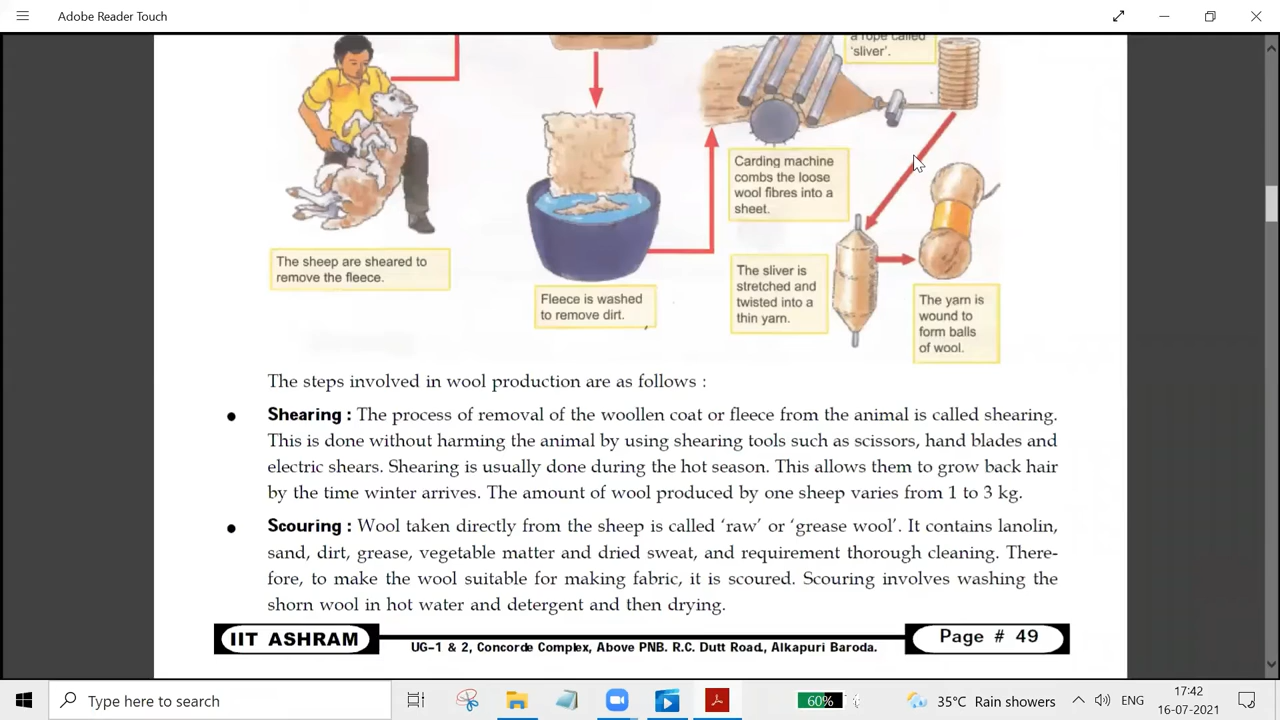 Adobe Reader Touch
a rope called
‘sliver’.
Carding machine
combs the loose
wool fibres into a
sheet.
The sheep are sheared to
remove the fleece.
Fleece is washed
to remove dirt.
The sliver is
stretched and
twisted into a
thin yarn.
The yarn is
wound to
form balls
of wool.
The steps involved in wool production are as follows :
● Shearing : The process of removal of the woollen coat or fleece from the animal is called shearing.
This is done without harming the animal by using shearing tools such as scissors, hand blades and
electric shears. Shearing is usually done during the hot season. This allows them to grow back hair
by the time winter arrives. The amount of wool produced by one sheep varies from 1 to 3 kg.
● Scouring : Wool taken directly from the sheep is called ‘raw’ or ‘grease wool’. It contains lanolin,
sand, dirt, grease, vegetable matter and dried sweat, and requirement thorough cleaning. There-
fore, to make the wool suitable for making fabric, it is scoured. Scouring involves washing the
shorn wool in hot water and detergent and then drying.
IIT ASHRAM
UG-1 & 2, Concorde Complex, Above PNB. R.C. Dutt Road., Alkapuri Baroda.
Page # 49
Type here to search
60%
35°C Rain showers
ENG
17:42
16-07-2021